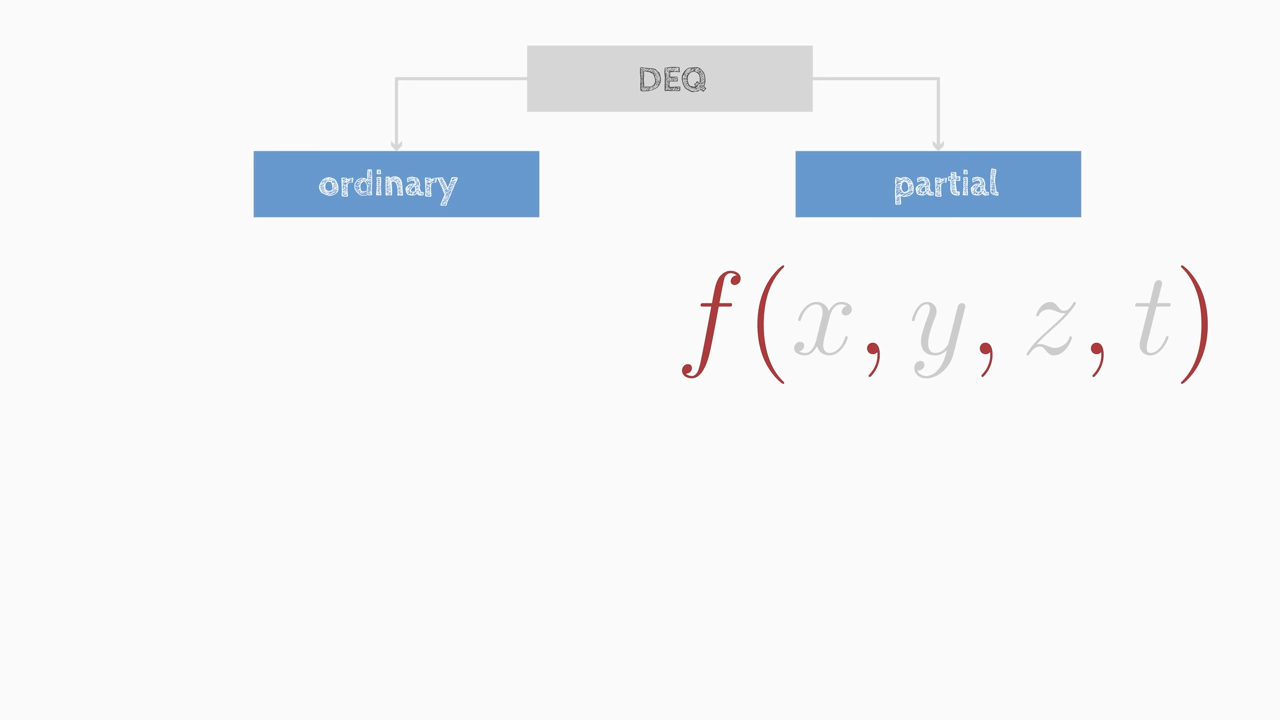 DEQ
ordinary
partial
f(x, y, z, t)